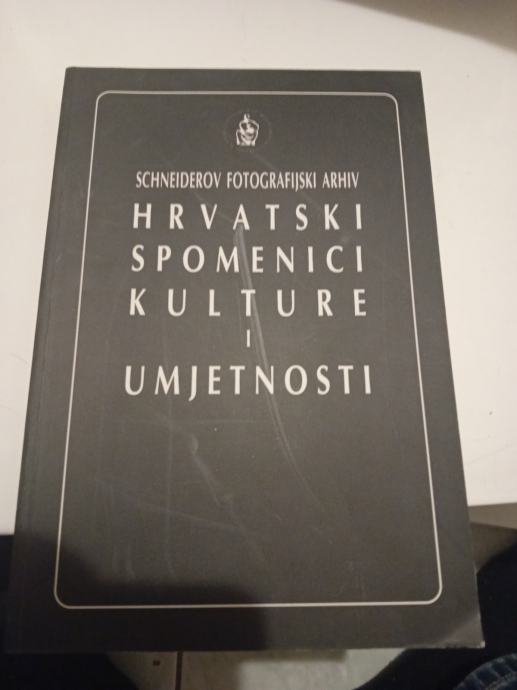 SCHNEIDEROV FOTOGRAFIJSKI ARHIV
HRVATSKI
SPOMENICI
KULTURE
I
UMJETNOSTI